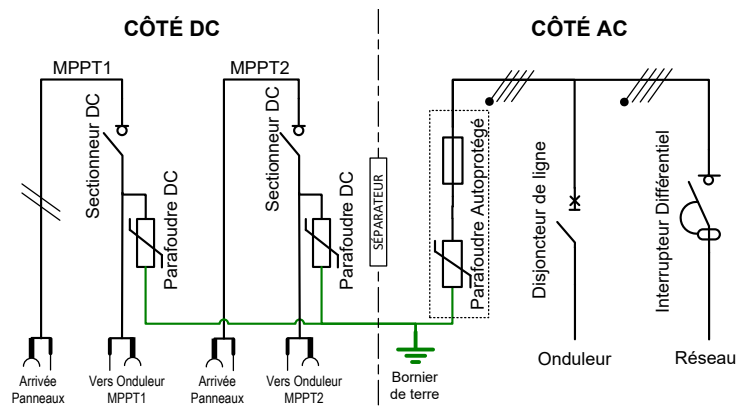 CÔTÉ DC
CÔTÉ AC
MPPT1
MPPT2
Sectionneur DC
Parafoudre DC
Sectionneur DC
Parafoudre DC
SÉPARATEUR
Parafoudre Autoprotégé
Disjoncteur de ligne
Interrupteur Différentiel
Arrivée
Panneaux
Vers Onduleur
MPPT1
Arrivée
Panneaux
Vers Onduleur
MPPT2
Bornier
de terre
Onduleur
Réseau